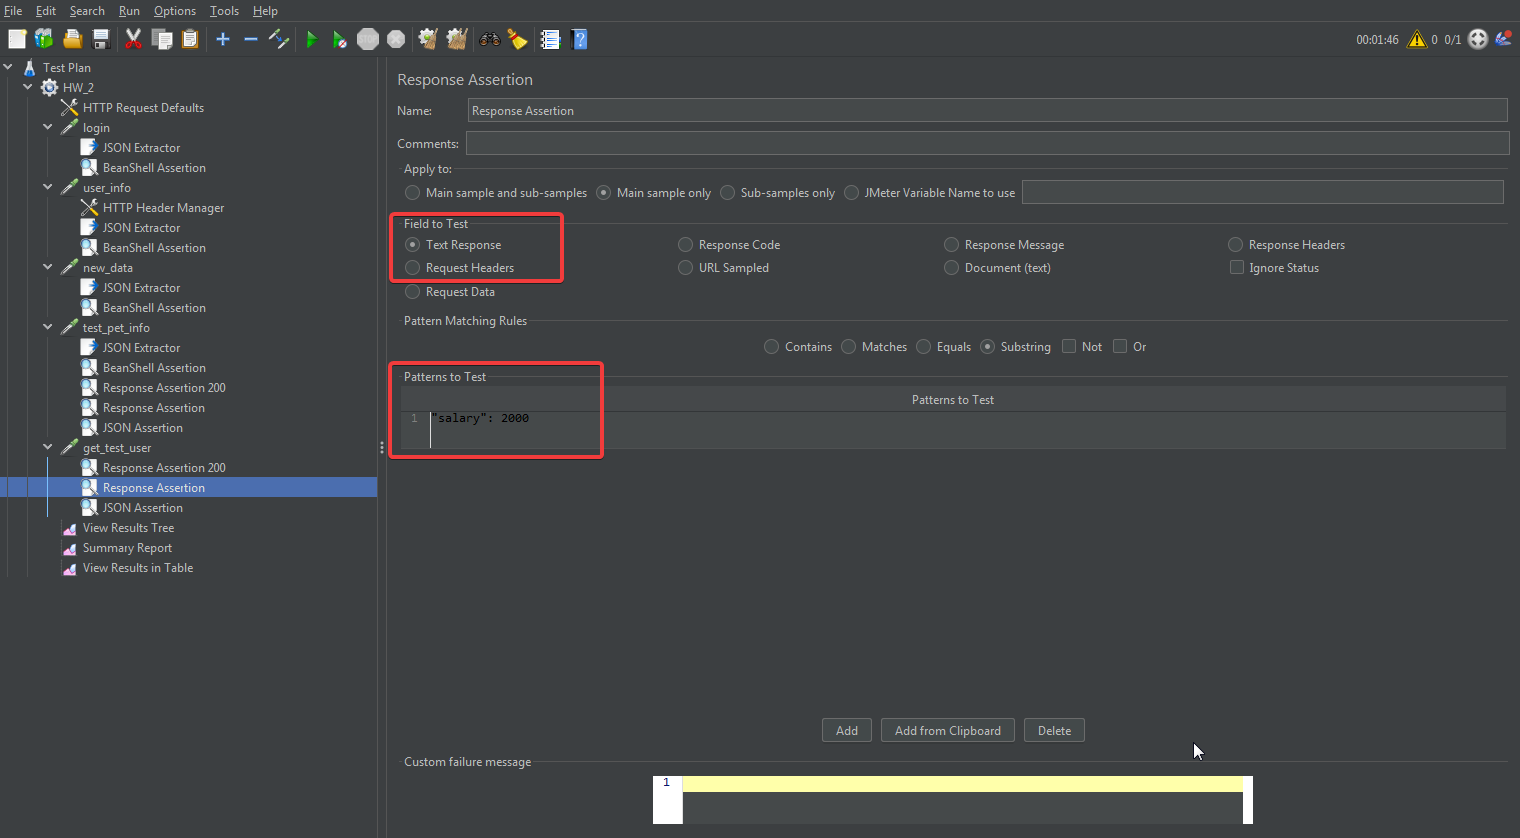 File Edit Search Run Options Tools Help
00:01:46 0 0/1
Test Plan
HW_2
HTTP Request Defaults
login
JSON Extractor
BeanShell Assertion
user_info
HTTP Header Manager
JSON Extractor
BeanShell Assertion
new_data
JSON Extractor
BeanShell Assertion
test_pet_info
JSON Extractor
BeanShell Assertion
Response Assertion 200
Response Assertion
JSON Assertion
get_test_user
Response Assertion 200
Response Assertion
JSON Assertion
View Results Tree
Summary Report
View Results in Table
Response Assertion
Name: Response Assertion
Comments:
Apply to:
Main sample and sub-samples Main sample only Sub-samples only JMeter Variable Name to use
Field to Test
Text Response Response Code Response Message Response Headers
Request Headers URL Sampled Document (text) Ignore Status
Request Data
Pattern Matching Rules
Contains Matches Equals Substring Not Or
Patterns to Test
Patterns to Test
1 "salary": 2000
Add Add from Clipboard Delete
Custom failure message
1